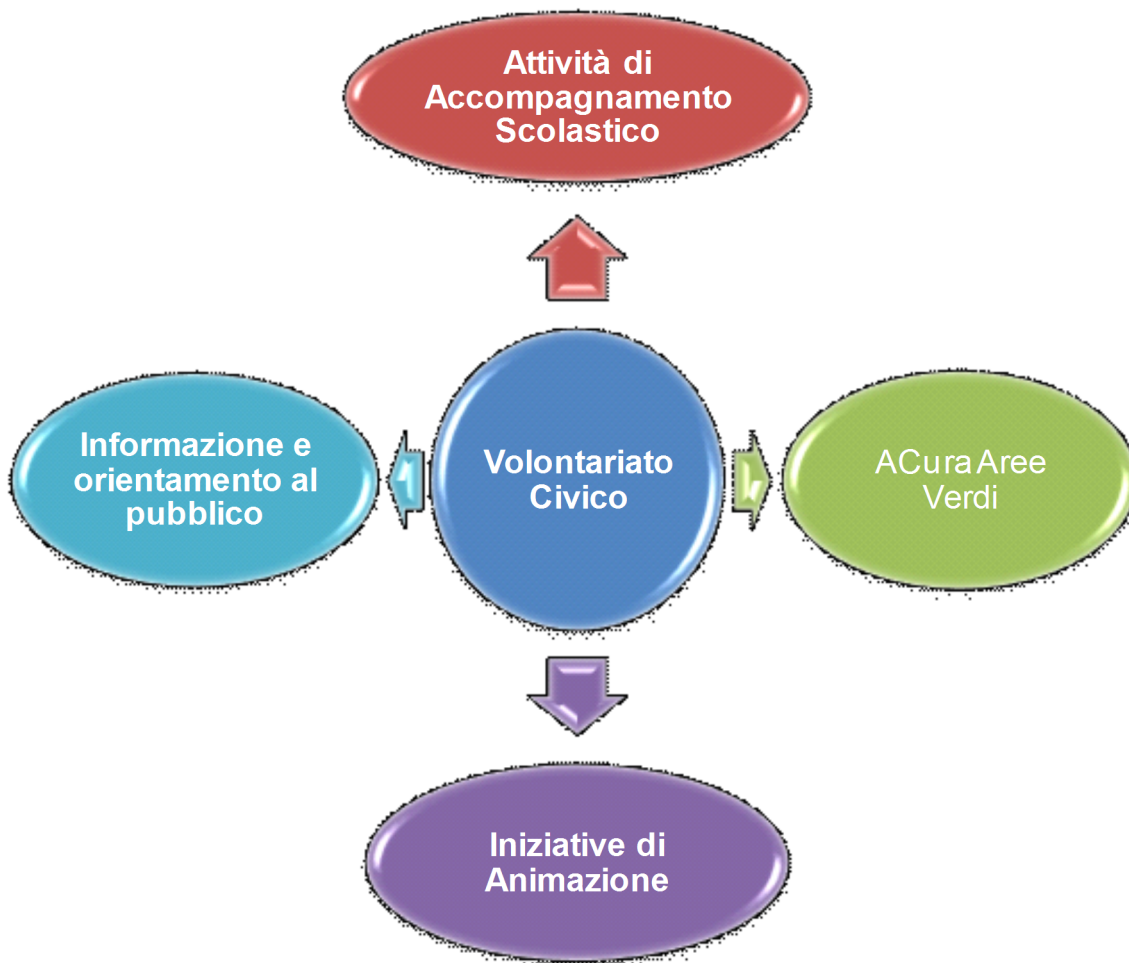 Attività di
Accompagnamento
Scolastico
Informazione e
orientamento al
pubblico
Volontariato
Civico
ACura Aree
Verdi
Iniziative di
Animazione